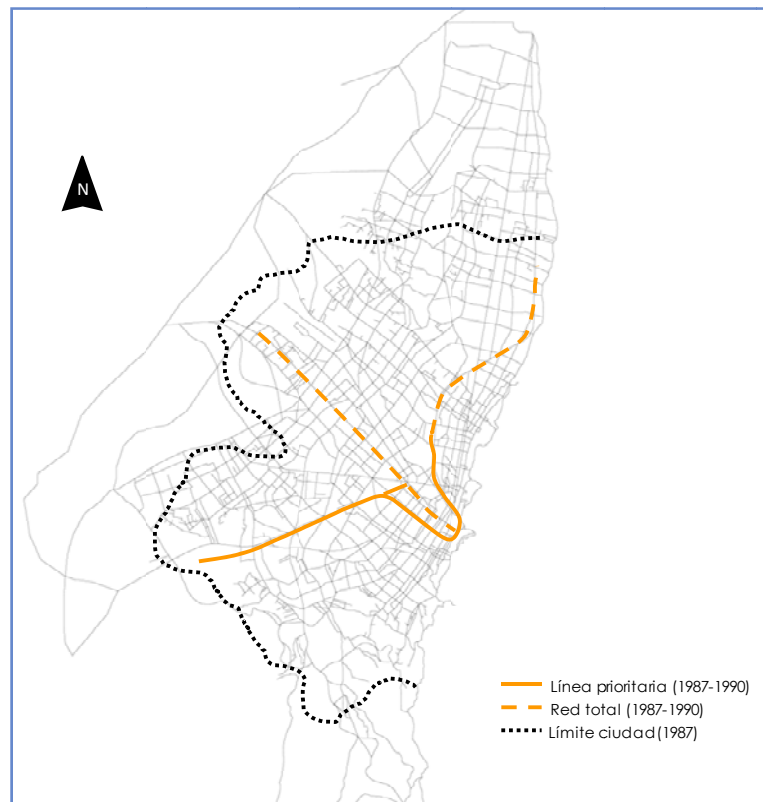 N
Línea prioritaria (1987-1990)
Red total (1987-1990)
Límite ciudad (1987)